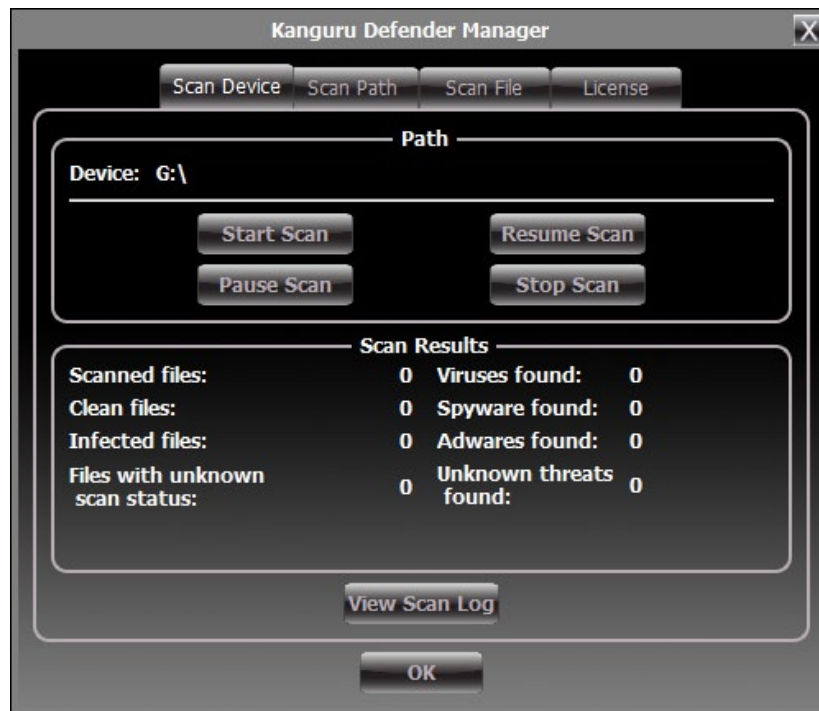 Kanguru Defender Manager
X
Scan Device Scan Path Scan File License
Path
Device: G:\
Start Scan Resume Scan
Pause Scan Stop Scan
Scan Results
Scanned files: 0 Viruses found: 0
Clean files: 0 Spyware found: 0
Infected files: 0 Adwares found: 0
Files with unknown
scan status: 0
Unknown threats
found: 0
View Scan Log
OK